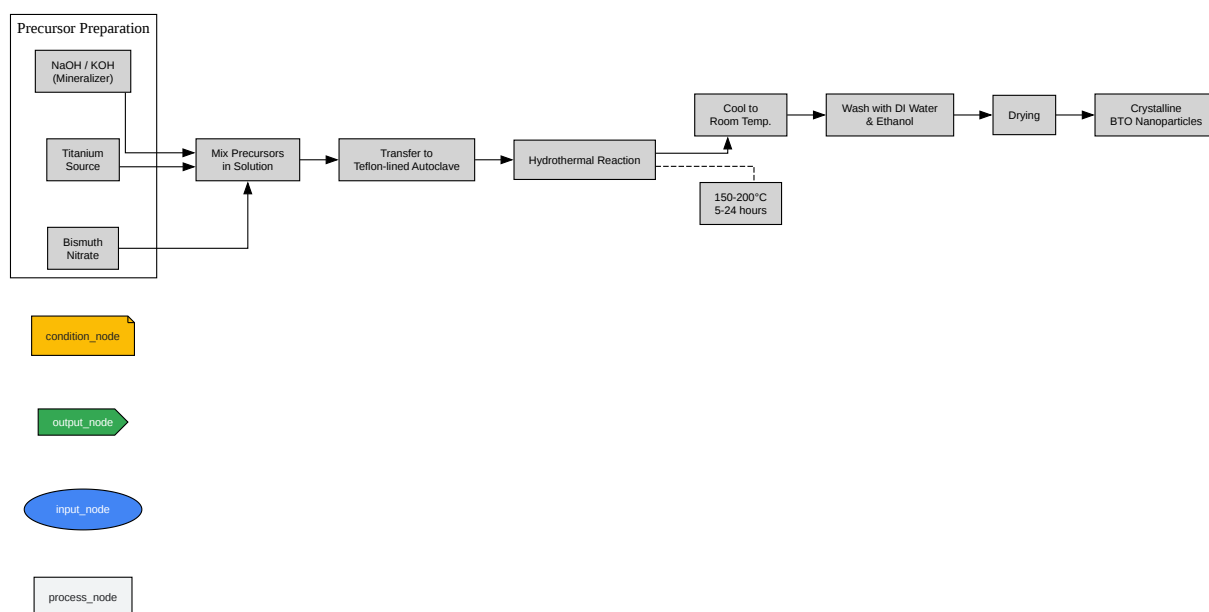 Precursor Preparation
NaOH / KOH
(Mineralizer)
Titanium
Source
Bismuth
Nitrate
Mix Precursors
in Solution
Transfer to
Teflon-lined Autoclave
Hydrothermal Reaction
150-200°C
5-24 hours
Cool to
Room Temp.
Wash with DI Water
& Ethanol
Drying
Crystalline
BTO Nanoparticles
condition_node
output_node
input_node
process_node